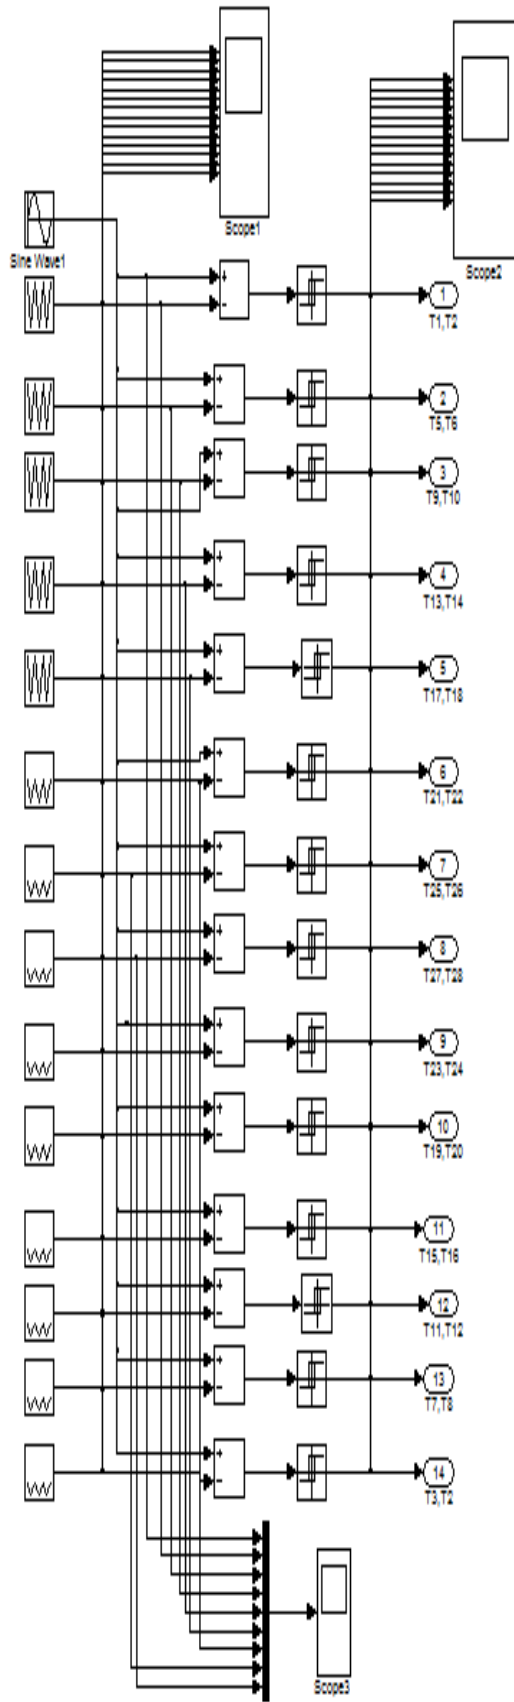 Scope1
Scope2
Sine Wave1
1
T1,T2
2
T5,T6
3
T9,T10
4
T13,T14
5
T17,T18
6
T21,T22
7
T25,T26
8
T27,T28
9
T23,T24
10
T19,T20
11
T15,T16
12
T11,T12
13
T7,T8
14
T3,T2
Scope3